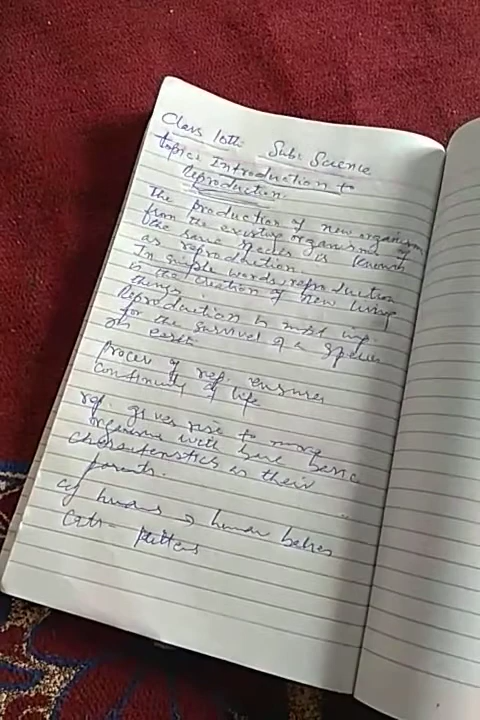 Class 10th Sub: Science
topic: Introduction to
Reproduction.
The production of new organism
from the existing organism of
the same species is known
as reproduction.
In simple words, reproduction
is the creation of new living
things.
Reproduction is most imp.
for the survival of a species
on earth
Process of rep. ensures
continuity of life
rep. gives rise to more
organisms with same basic
characteristics as their
parents.
eg humans → human babies
Cats - kittens